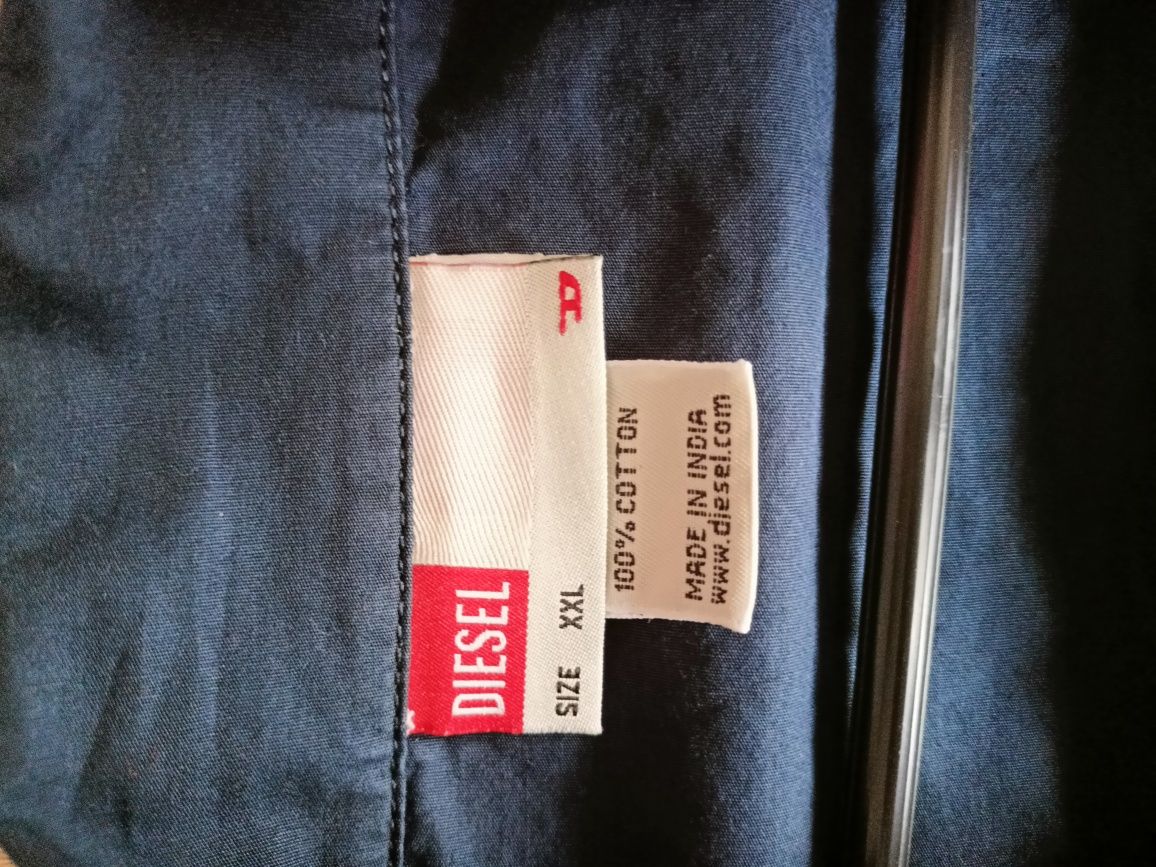 DIESEL
SIZE XXL
100% COTTON
MADE IN INDIA
www.diesel.com